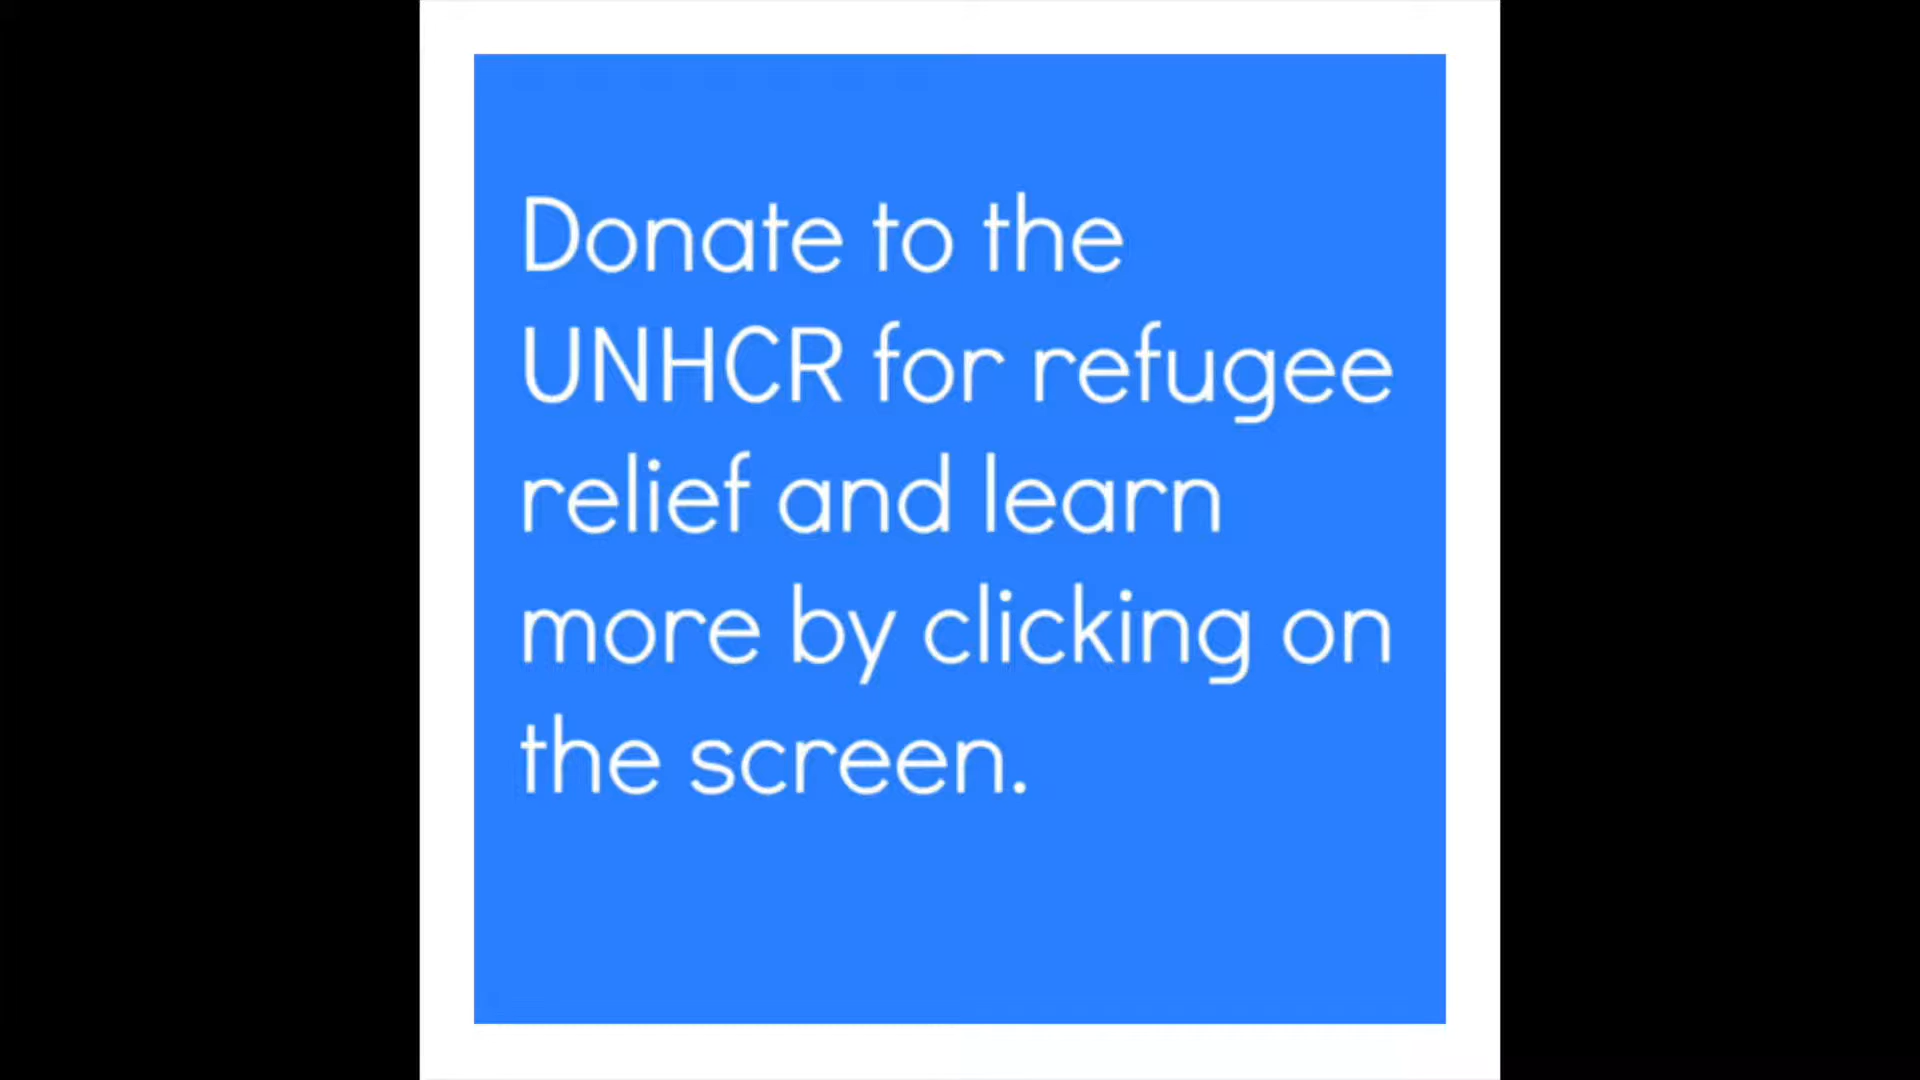 Donate to the
UNHCR for refugee
relief and learn
more by clicking on
the screen.